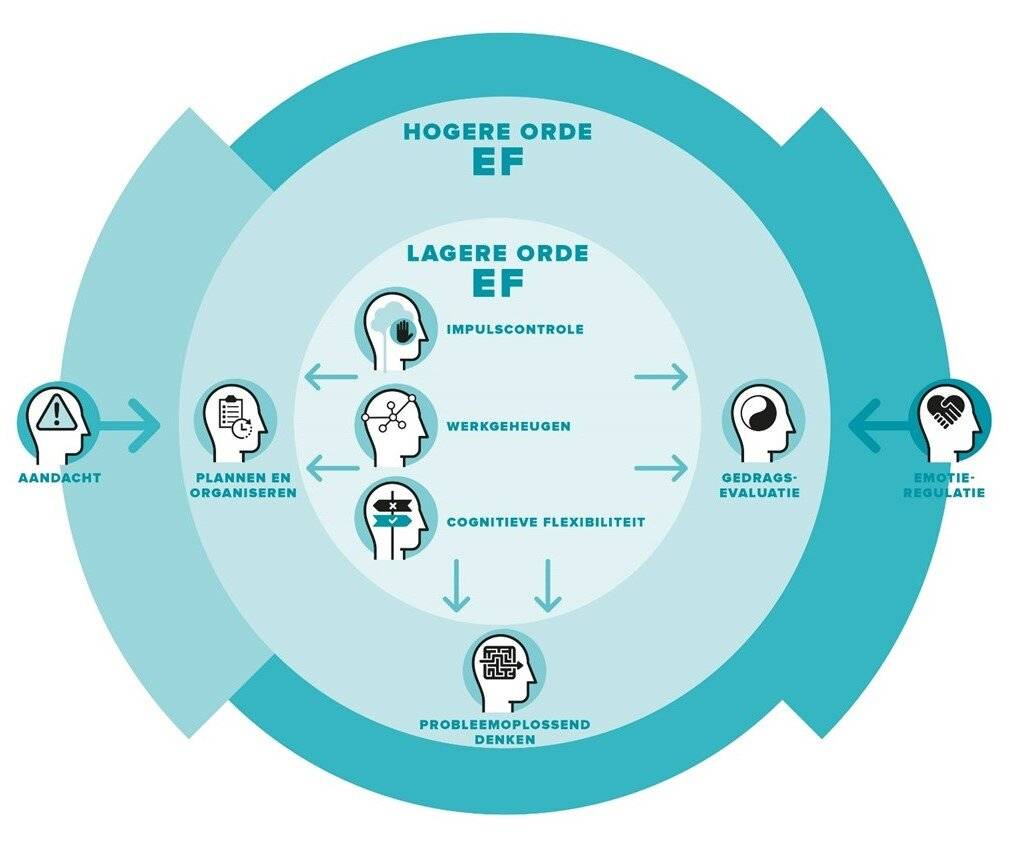 HOGERE ORDE
EF
LAGERE ORDE
EF
IMPULSCONTROLE
WERKGEHEUGEN
COGNITIEVE FLEXIBILITEIT
AANDACHT
PLANNEN EN
ORGANISEREN
GEDRAGS-
EVALUATIE
EMOTIE-
REGULATIE
PROBLEEMOPLOSSEND
DENKEN